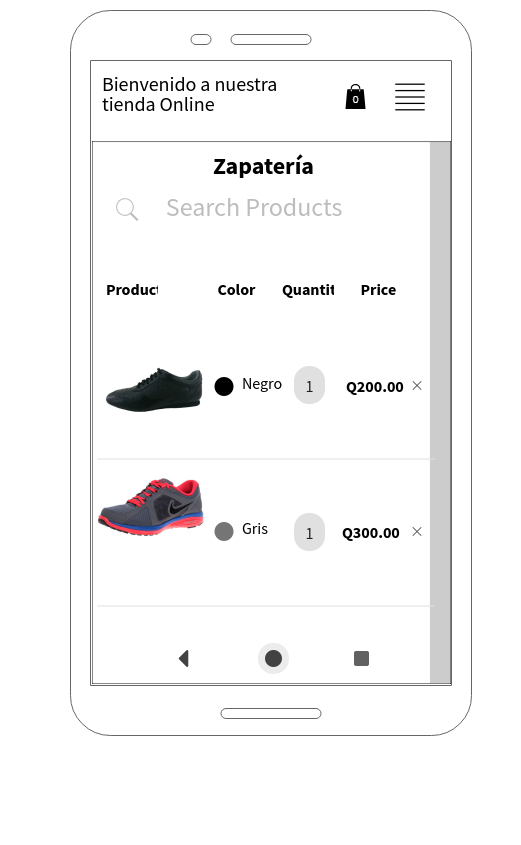 Bienvenido a nuestra
tienda Online
0
Zapatería
Search Products
Product Color Quantit Price
Negro 1 Q200.00 ×
Gris 1 Q300.00 ×